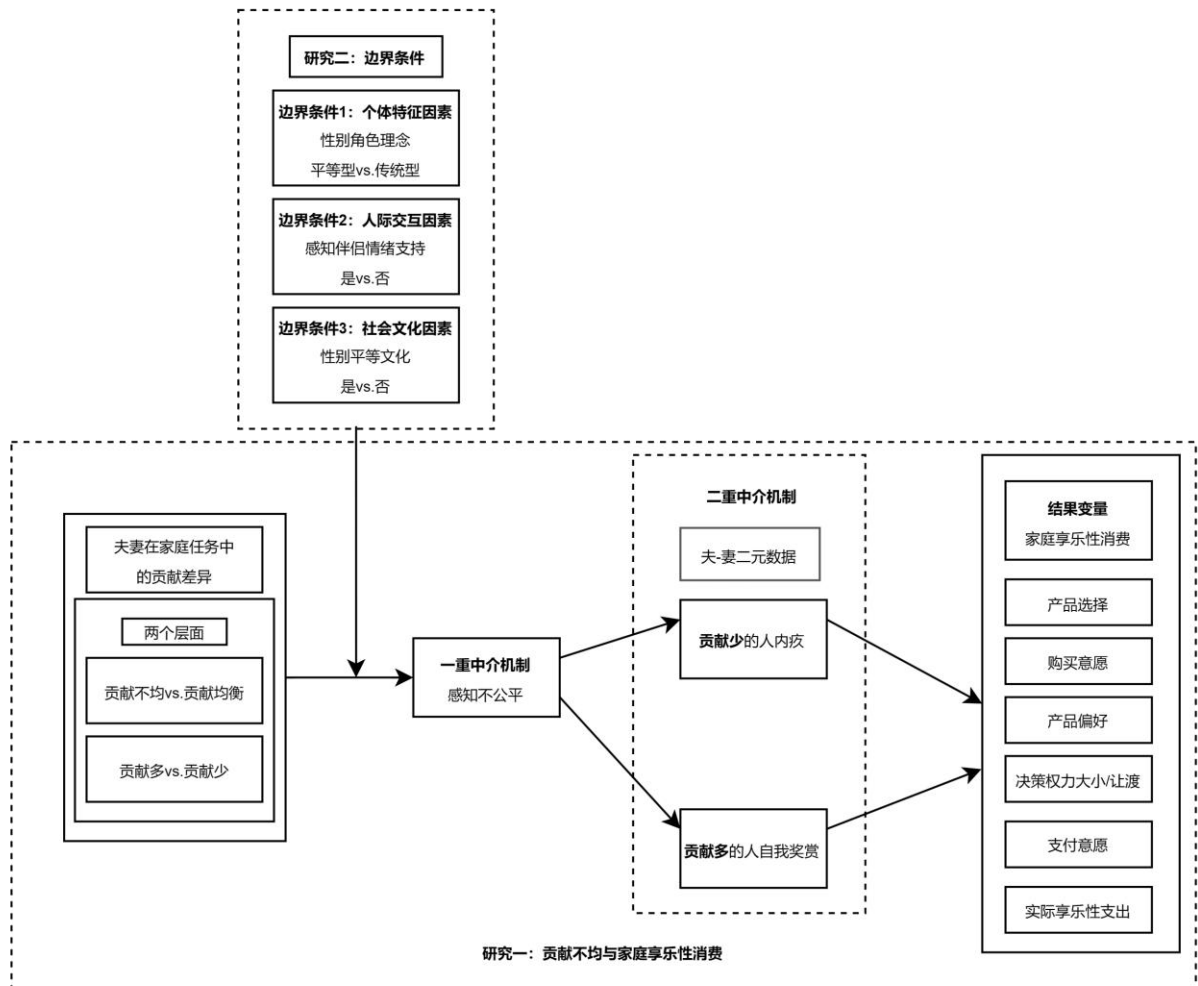 研究二：边界条件
边界条件1：个体特征因素
性别角色理念
平等型vs.传统型
边界条件2：人际交互因素
感知伴侣情绪支持
是vs.否
边界条件3：社会文化因素
性别平等文化
是vs.否
夫妻在家庭任务中
的贡献差异
两个层面
贡献不均vs.贡献均衡
贡献多vs.贡献少
一重中介机制
感知不公平
二重中介机制
夫-妻二元数据
贡献少的人内疚
贡献多的人自我奖赏
结果变量
家庭享乐性消费
产品选择
购买意愿
产品偏好
决策权力大小/让渡
支付意愿
实际享乐性支出
研究一：贡献不均与家庭享乐性消费